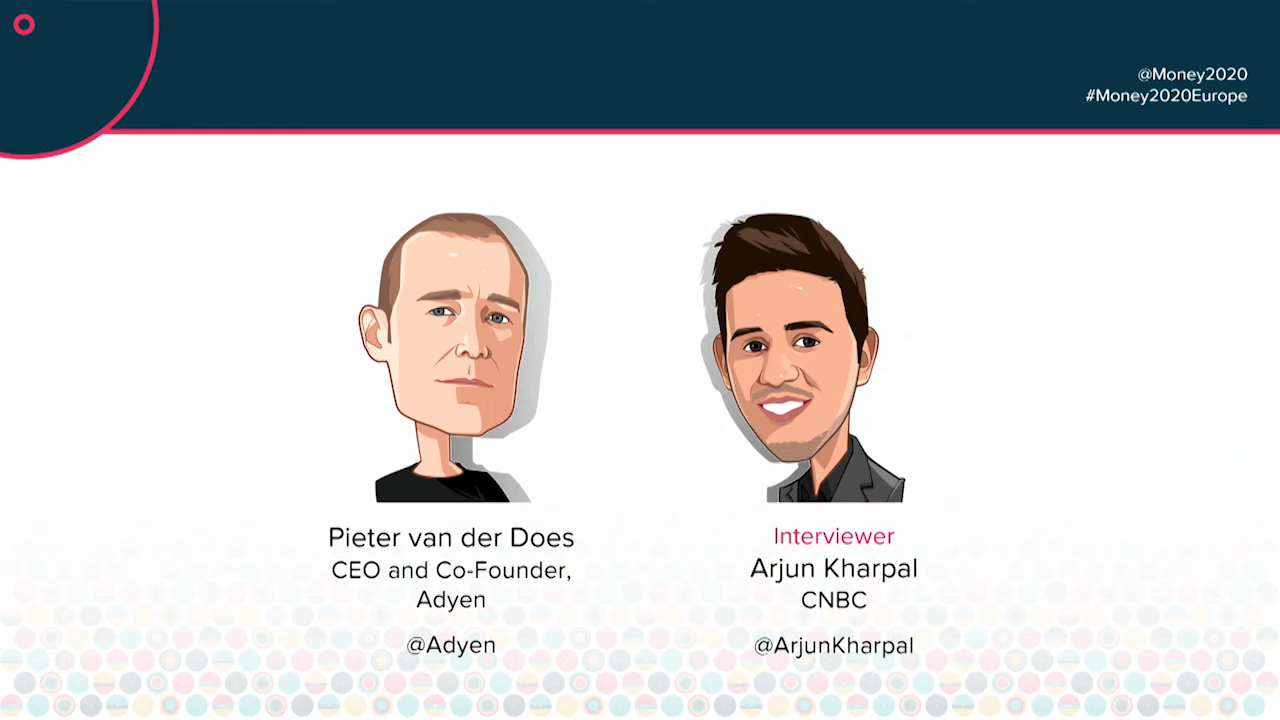 @Money2020
#Money2020Europe
Pieter van der Does
CEO and Co-Founder,
Adyen
@Adyen
Interviewer
Arjun Kharpal
CNBC
@ArjunKharpal